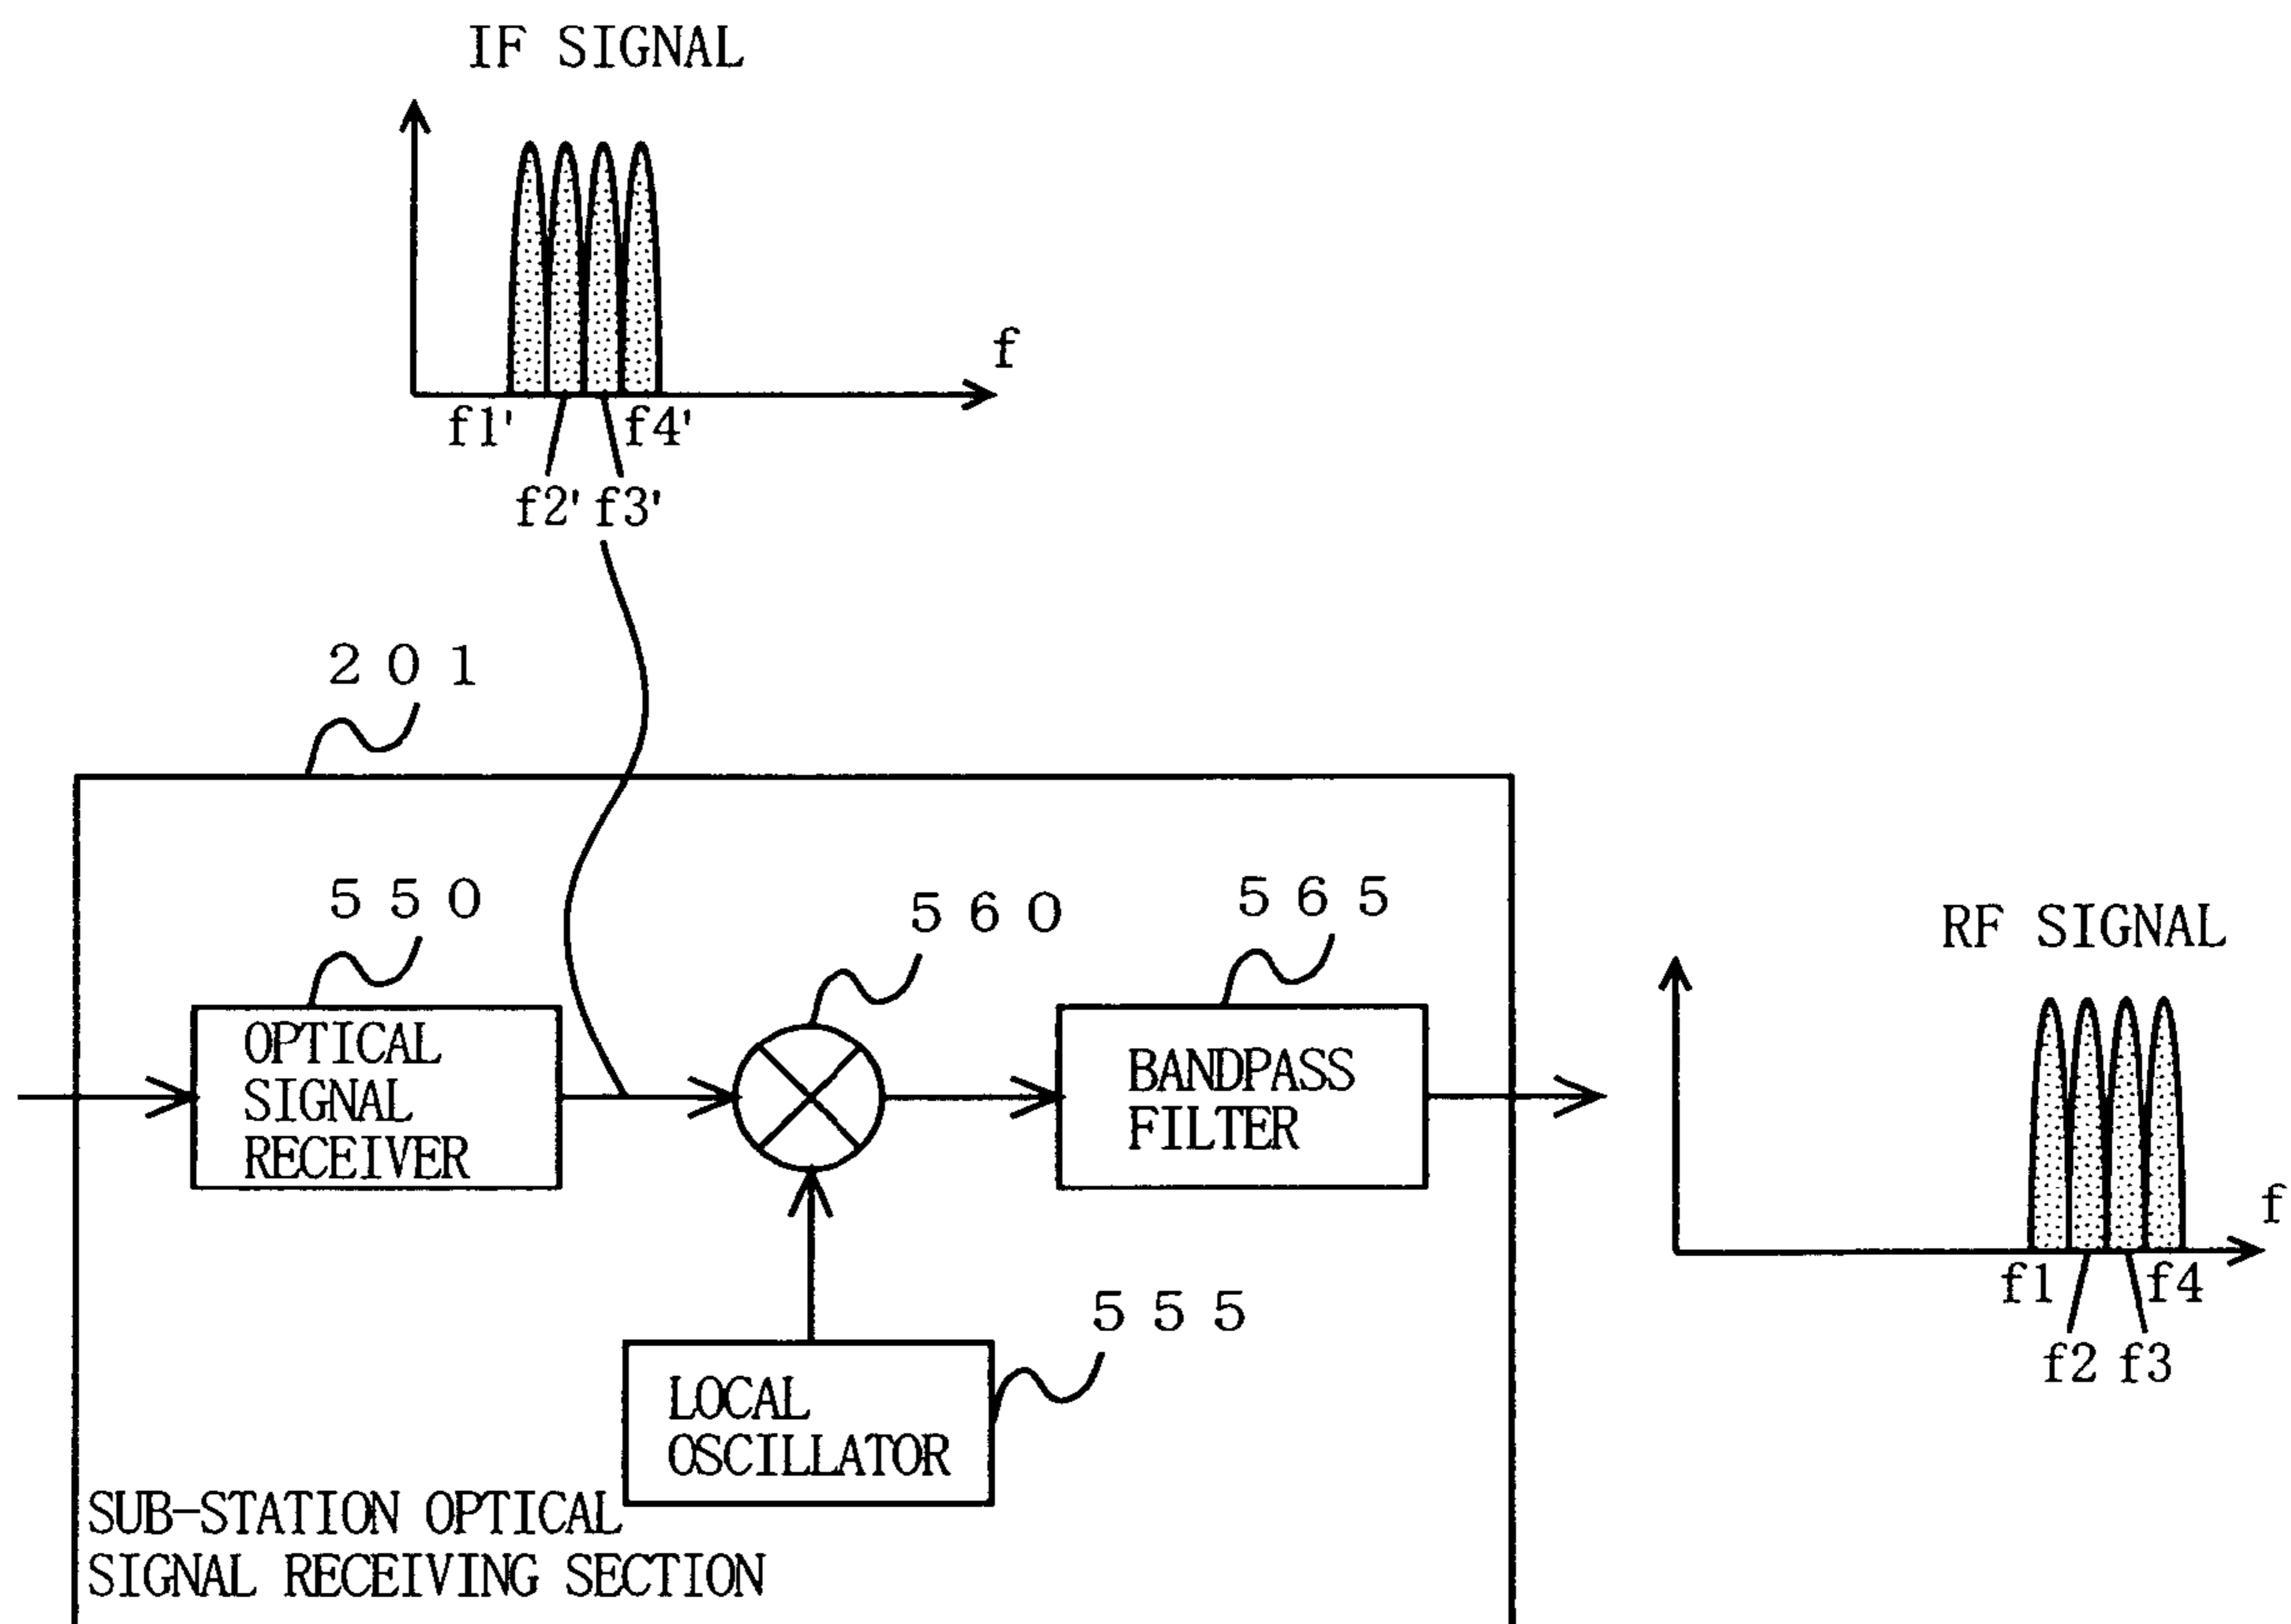 IF SIGNAL
f
f1'
f4'
f2'
f3'
201
550
560
565
RF SIGNAL
OPTICAL
SIGNAL
RECEIVER
BANDPASS
FILTER
f
f1
f4
f2
f3
555
LOCAL
OSCILLATOR
SUB-STATION OPTICAL
SIGNAL RECEIVING SECTION